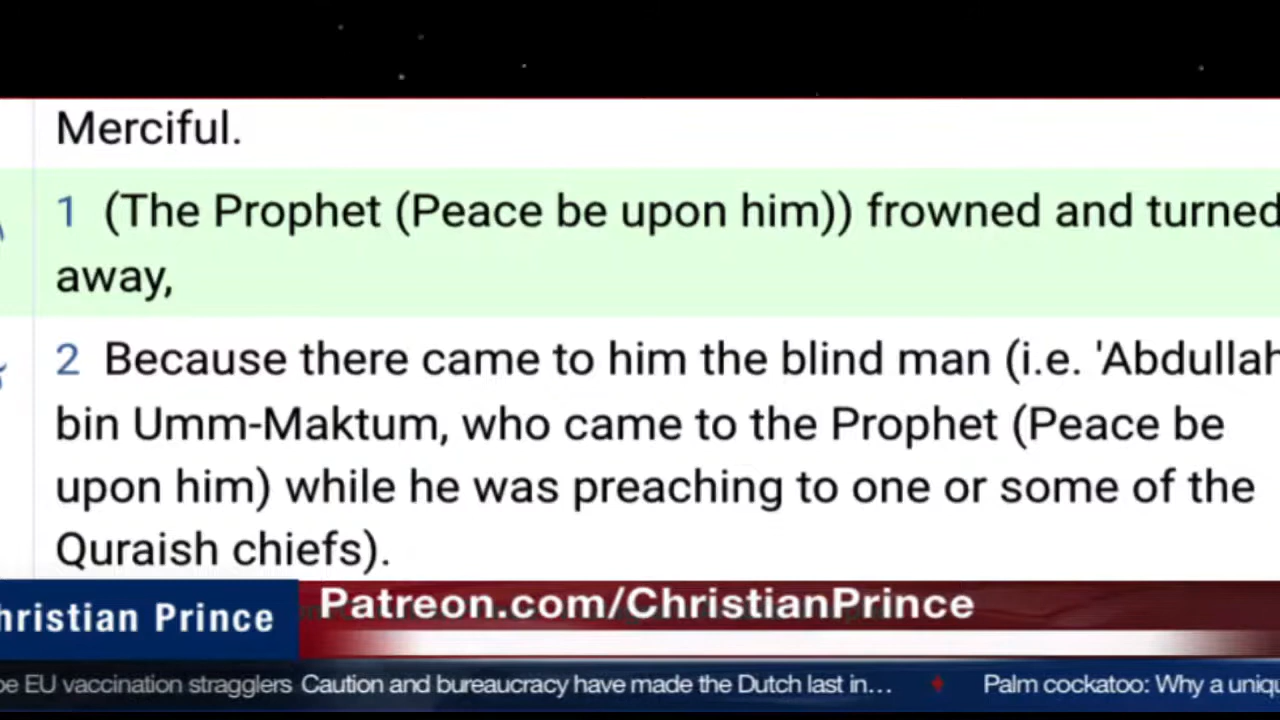 Merciful.
1 (The Prophet (Peace be upon him)) frowned and turned
away,
2 Because there came to him the blind man (i.e. 'Abdullah
bin Umm-Maktum, who came to the Prophet (Peace be
upon him) while he was preaching to one or some of the
Quraish chiefs).
hristian Prince
Patreon.com/ChristianPrince
EU vaccination stragglers Caution and bureaucracy have made the Dutch last in… Palm cockatoo: Why a